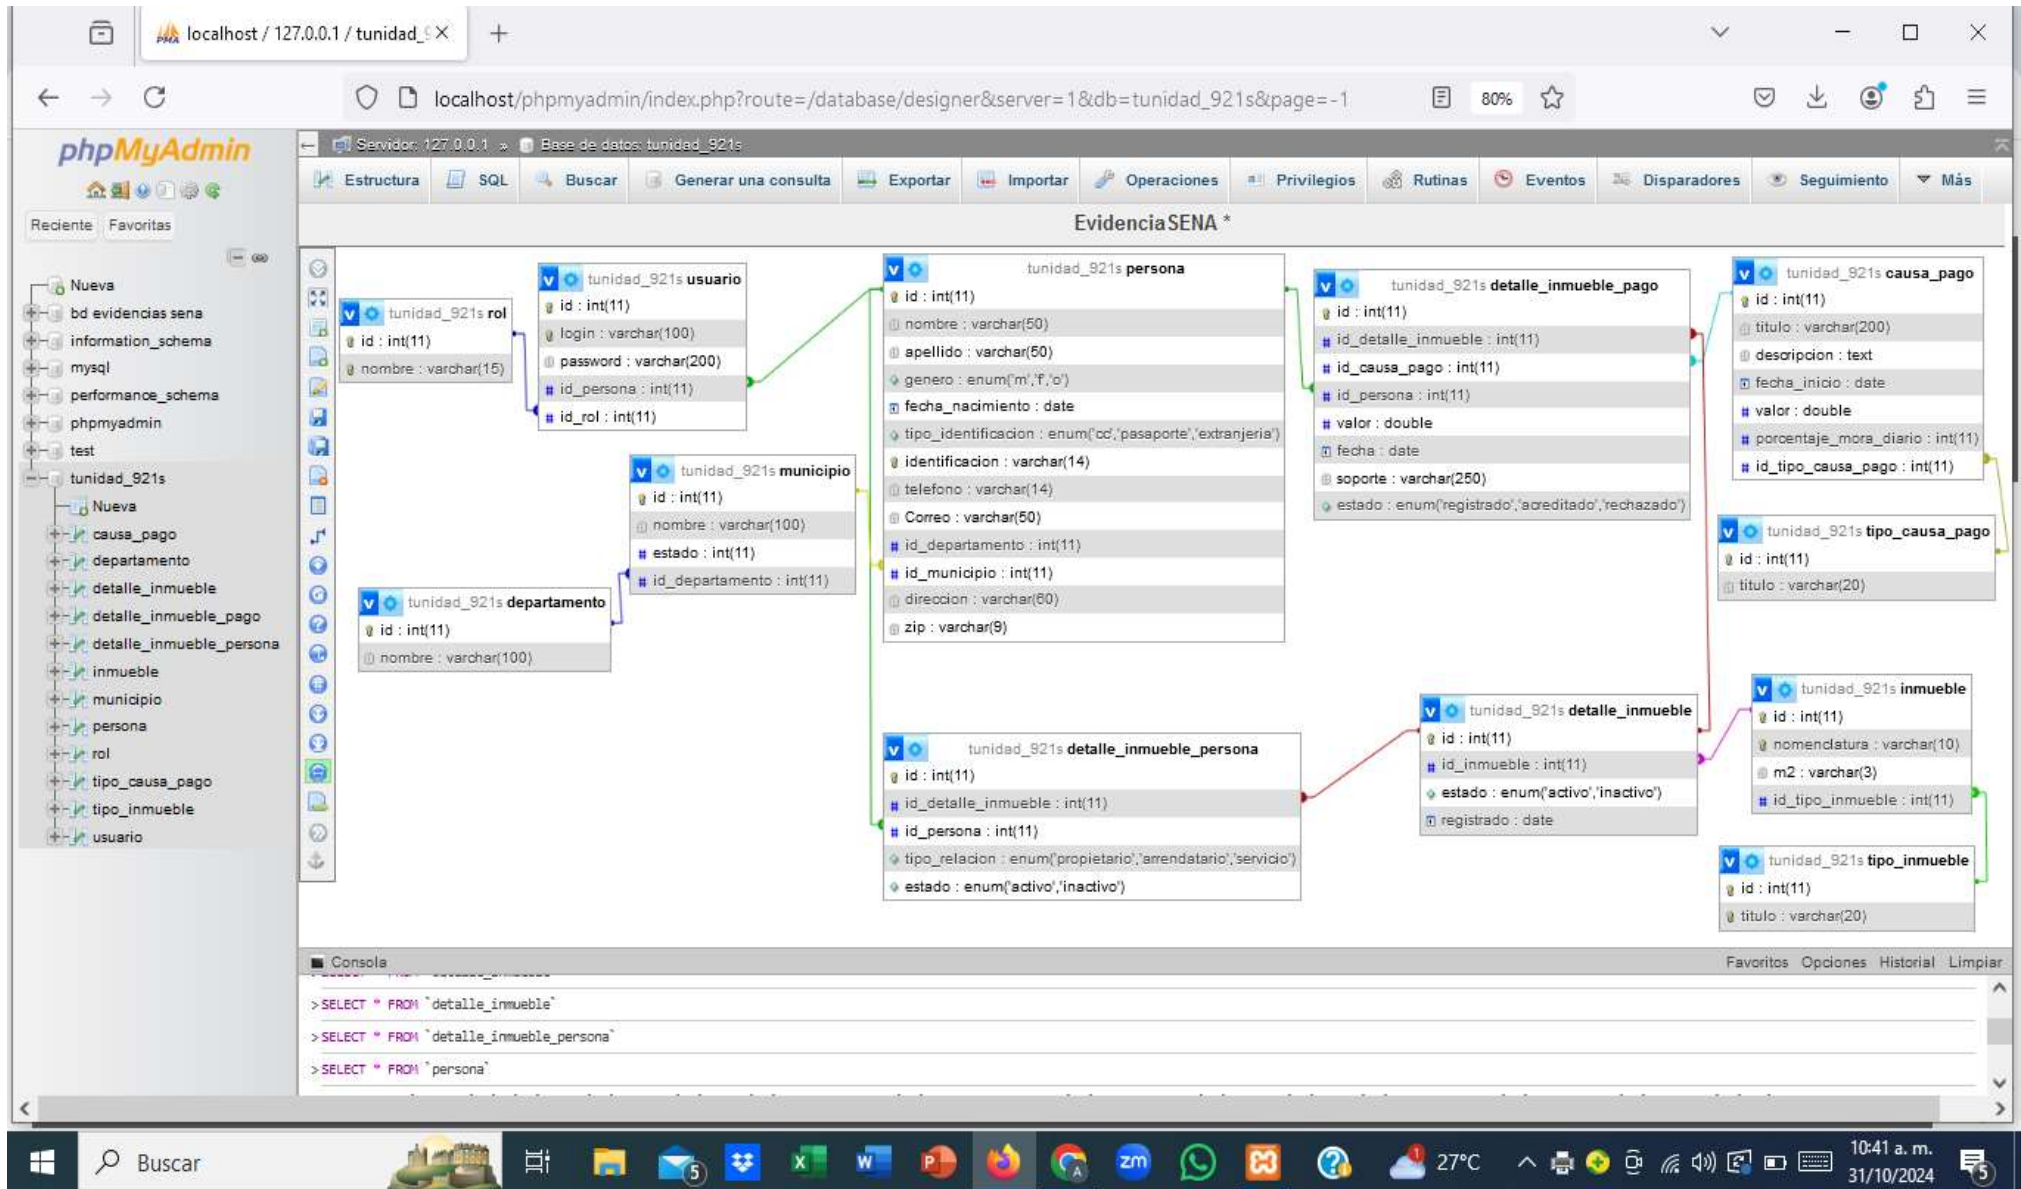 localhost / 127.0.0.1 / tunidad_9
localhost/phpmyadmin/index.php?route=/database/designer&server=1&db=tunidad_921s&page=-1
80%
phpMyAdmin
Reciente Favoritas
Nueva
bd evidencias sena
information_schema
mysql
performance_schema
phpmyadmin
test
tunidad_921s
Nueva
causa_pago
departamento
detalle_inmueble
detalle_inmueble_pago
detalle_inmueble_persona
inmueble
municipio
persona
rol
tipo_causa_pago
tipo_inmueble
usuario
Servidor: 127.0.0.1 » Base de datos: tunidad_921s
Estructura SQL Buscar Generar una consulta Exportar Importar Operaciones Privilegios Rutinas Eventos Disparadores Seguimiento Más
EvidenciaSENA *
tunidad_921s rol
id : int(11)
nombre : varchar(15)
tunidad_921s usuario
id : int(11)
login : varchar(100)
password : varchar(200)
id_persona : int(11)
id_rol : int(11)
tunidad_921s municipio
id : int(11)
nombre : varchar(100)
estado : int(11)
id_departamento : int(11)
tunidad_921s departamento
id : int(11)
nombre : varchar(100)
tunidad_921s persona
id : int(11)
nombre : varchar(50)
apellido : varchar(50)
genero : enum('m','f','o')
fecha_nacimiento : date
tipo_identificacion : enum('cc','pasaporte','extranjeria')
identificacion : varchar(14)
telefono : varchar(14)
Correo : varchar(50)
id_departamento : int(11)
id_municipio : int(11)
direccion : varchar(60)
zip : varchar(9)
tunidad_921s detalle_inmueble_pago
id : int(11)
id_detalle_inmueble : int(11)
id_causa_pago : int(11)
id_persona : int(11)
valor : double
fecha : date
soporte : varchar(250)
estado : enum('registrado','acreditado','rechazado')
tunidad_921s causa_pago
id : int(11)
titulo : varchar(200)
descripcion : text
fecha_inicio : date
valor : double
porcentaje_mora_diario : int(11)
id_tipo_causa_pago : int(11)
tunidad_921s tipo_causa_pago
id : int(11)
titulo : varchar(20)
tunidad_921s detalle_inmueble_persona
id : int(11)
id_detalle_inmueble : int(11)
id_persona : int(11)
tipo_relacion : enum('propietario','arrendatario','servicio')
estado : enum('activo','inactivo')
tunidad_921s detalle_inmueble
id : int(11)
id_inmueble : int(11)
estado : enum('activo','inactivo')
registrado : date
tunidad_921s inmueble
id : int(11)
nomenclatura : varchar(10)
m2 : varchar(3)
id_tipo_inmueble : int(11)
tunidad_921s tipo_inmueble
id : int(11)
titulo : varchar(20)
Consola Favoritos Opciones Historial Limpiar
>SELECT * FROM `detalle_inmueble`
>SELECT * FROM `detalle_inmueble_persona`
>SELECT * FROM `persona`
Buscar
5
zm
27°C
10:41 a. m.
31/10/2024
5